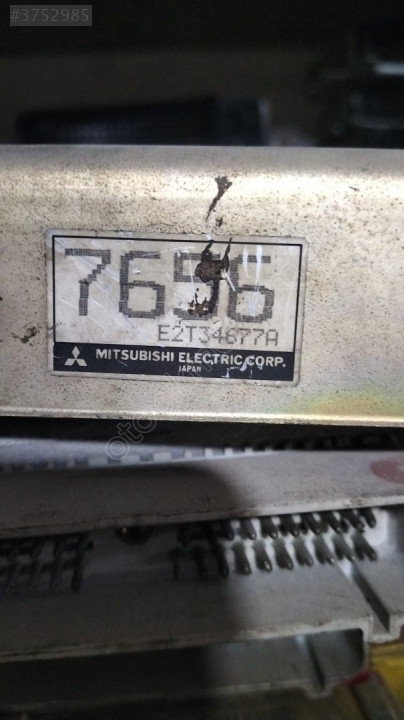 #3752985
7656
E2T34677A
MITSUBISHI ELECTRIC CORP.
JAPAN